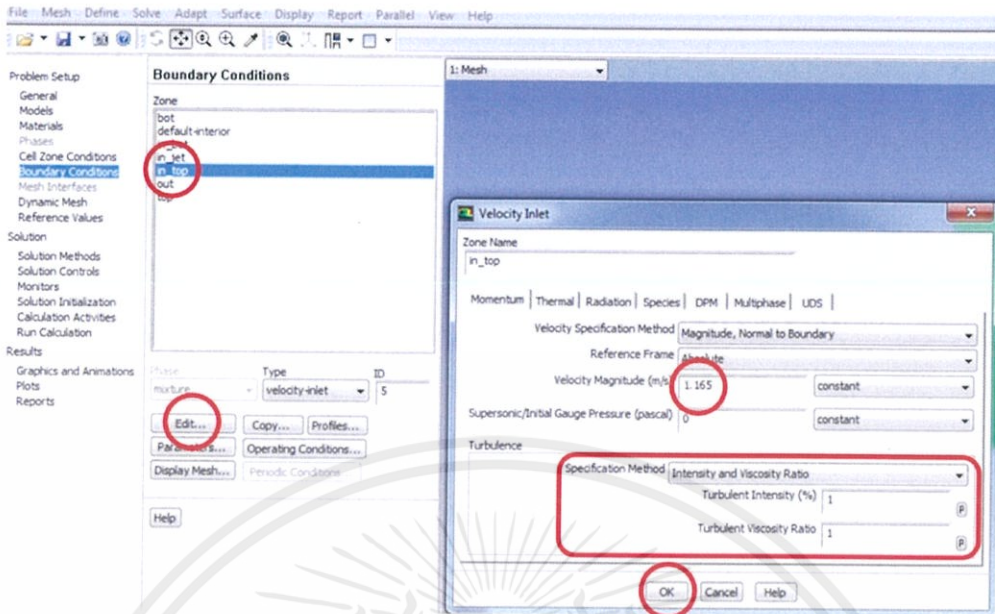 File Mesh Define Solve Adapt Surface Display Report Parallel View Help
Problem Setup
General
Models
Materials
Phases
Cell Zone Conditions
Boundary Conditions
Mesh Interfaces
Dynamic Mesh
Reference Values
Solution
Solution Methods
Solution Controls
Monitors
Solution Initialization
Calculation Activities
Run Calculation
Results
Graphics and Animations
Plots
Reports
Boundary Conditions
Zone
bot
default-interior
in_jet
in_top
out
top
Phase Type ID
mixture velocity-inlet 5
Edit... Copy... Profiles...
Parameters... Operating Conditions...
Display Mesh... Periodic Conditions
Help
1: Mesh
Velocity Inlet
Zone Name
in_top
Momentum Thermal Radiation Species DPM Multiphase UDS
Velocity Specification Method Magnitude, Normal to Boundary
Reference Frame Absolute
Velocity Magnitude (m/s) 1.165 constant
Supersonic/Initial Gauge Pressure (pascal) 0 constant
Turbulence
Specification Method Intensity and Viscosity Ratio
Turbulent Intensity (%) 1 P
Turbulent Viscosity Ratio 1 P
OK Cancel Help